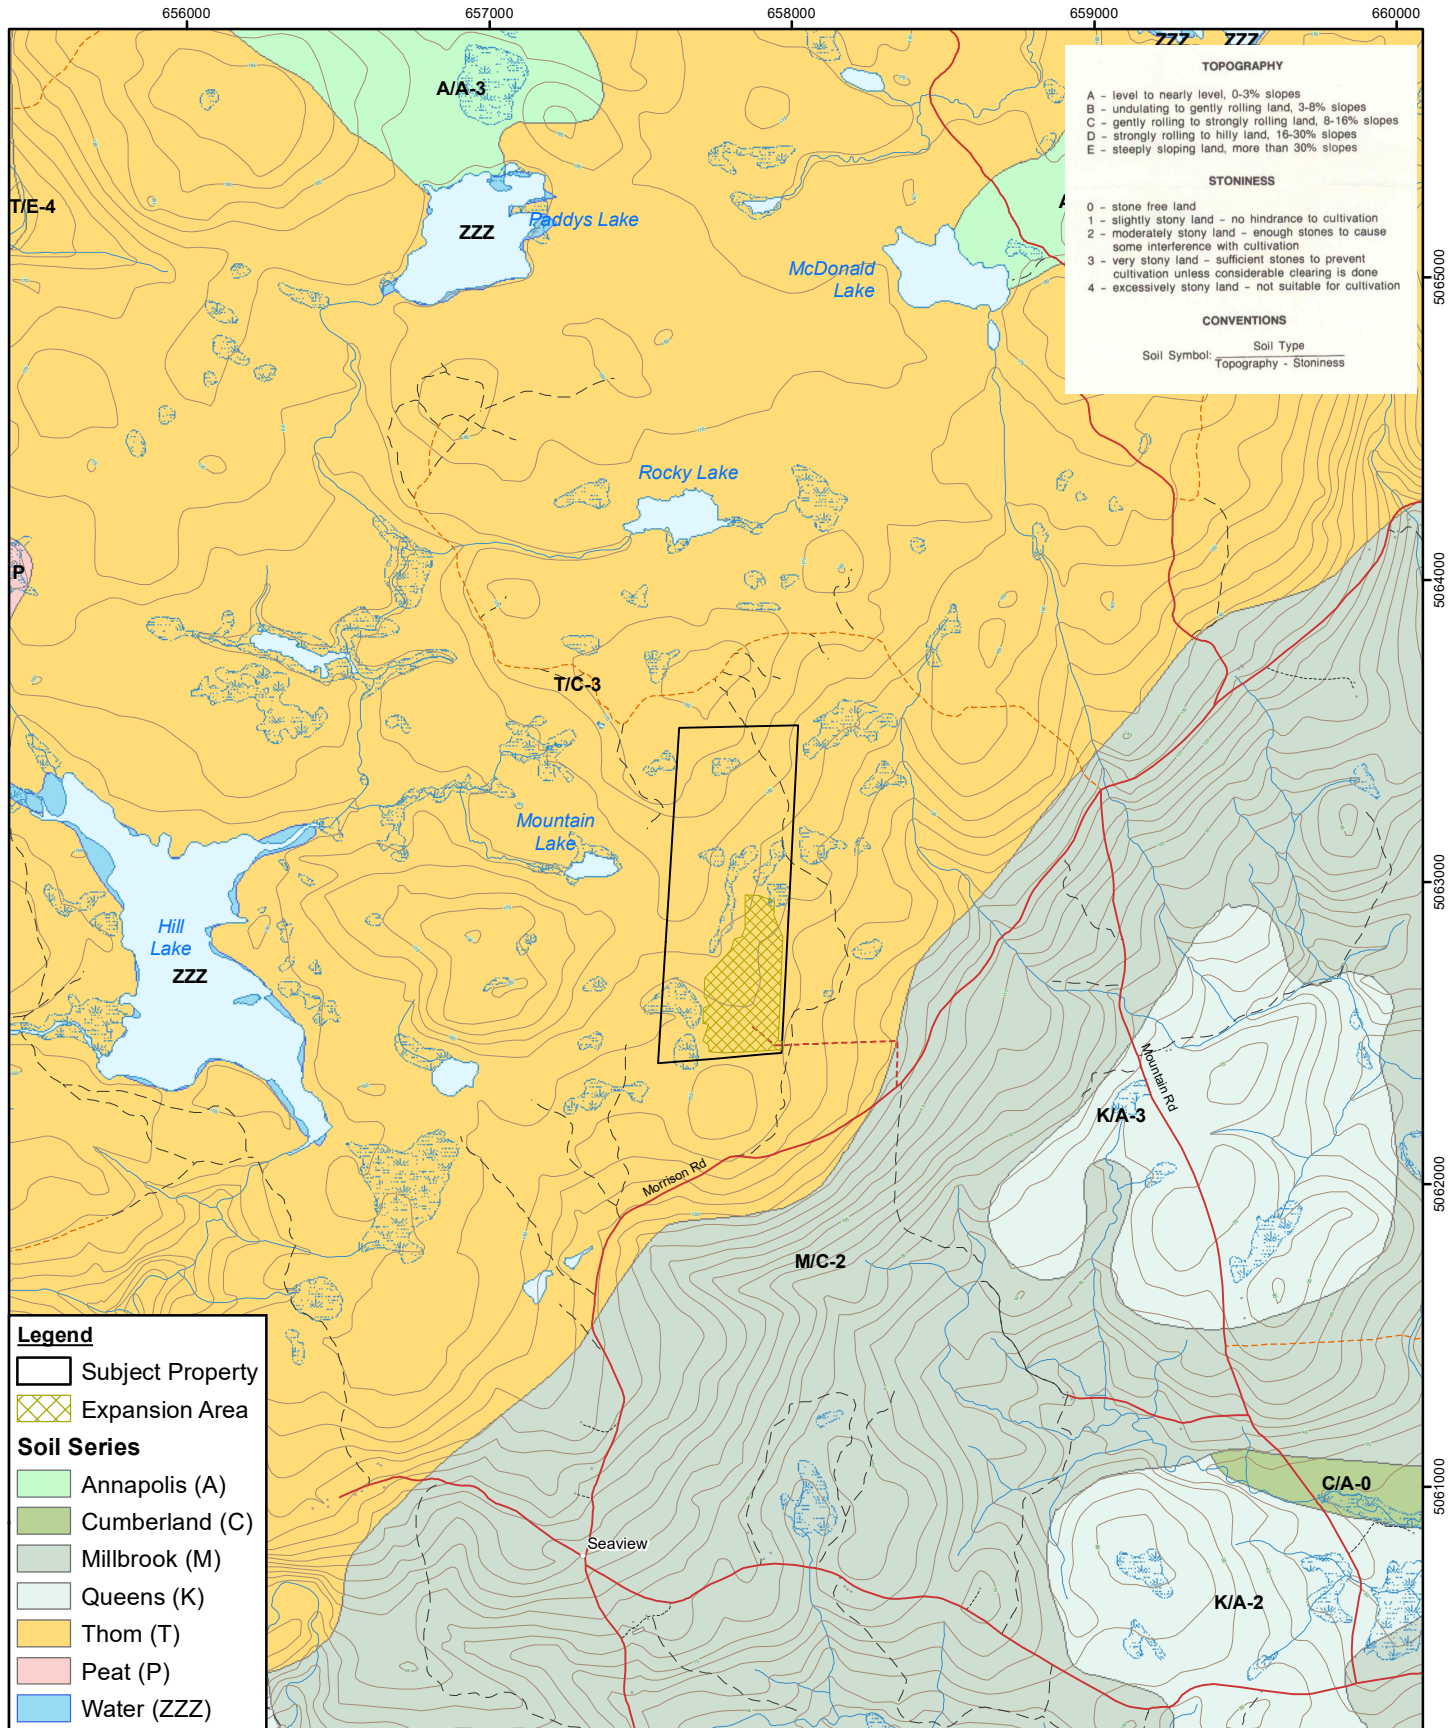 656000
657000
658000
659000
660000
ZZZ
ZZZ
TOPOGRAPHY
A - level to nearly level, 0-3% slopes
B - undulating to gently rolling land, 3-8% slopes
C - gently rolling to strongly rolling land, 8-16% slopes
D - strongly rolling to hilly land, 16-30% slopes
E - steeply sloping land, more than 30% slopes
STONINESS
0 - stone free land
1 - slightly stony land - no hindrance to cultivation
2 - moderately stony land - enough stones to cause
some interference with cultivation
3 - very stony land - sufficient stones to prevent
cultivation unless considerable clearing is done
4 - excessively stony land - not suitable for cultivation
CONVENTIONS
Soil Symbol:
Soil Type
Topography - Stoniness
A/A-3
T/E-4
Paddys Lake
ZZZ
McDonald
Lake
5065000
Rocky Lake
P
5064000
T/C-3
Mountain
Lake
5063000
Hill
Lake
ZZZ
Mountain Rd
K/A-3
Morrison Rd
5062000
M/C-2
C/A-0
5061000
Seaview
K/A-2
Legend
Subject Property
Expansion Area
Soil Series
Annapolis (A)
Cumberland (C)
Millbrook (M)
Queens (K)
Thom (T)
Peat (P)
Water (ZZZ)